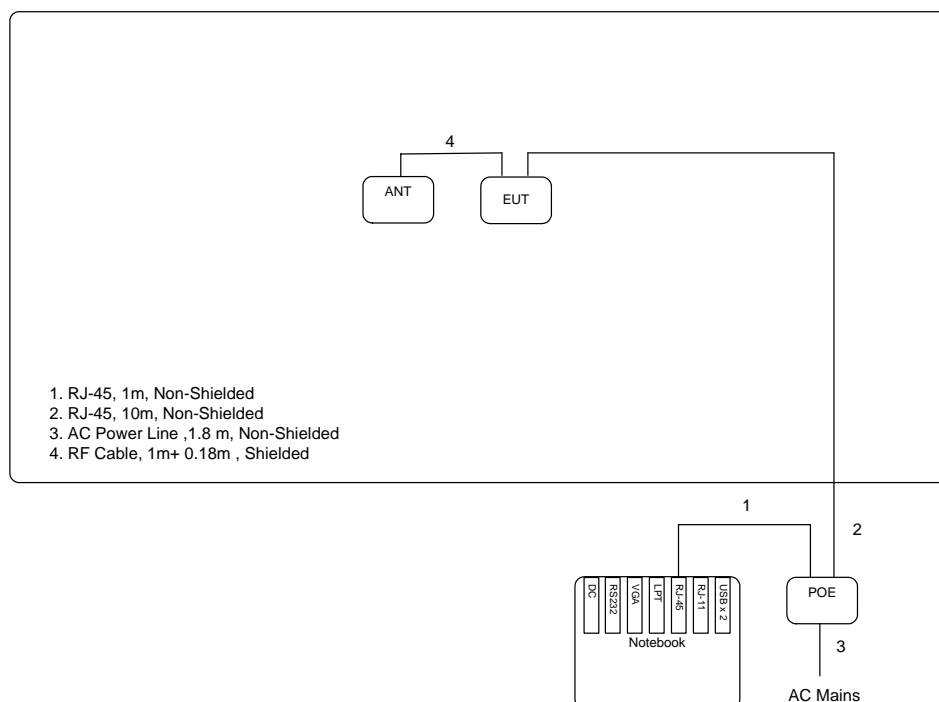 4
ANT
EUT
1. RJ-45, 1m, Non-Shielded
2. RJ-45, 10m, Non-Shielded
3. AC Power Line ,1.8 m, Non-Shielded
4. RF Cable, 1m+ 0.18m , Shielded
1
2
DC
RS232
VGA
LPT
RJ-45
RJ-11
USB x 2
POE
Notebook
3
AC Mains